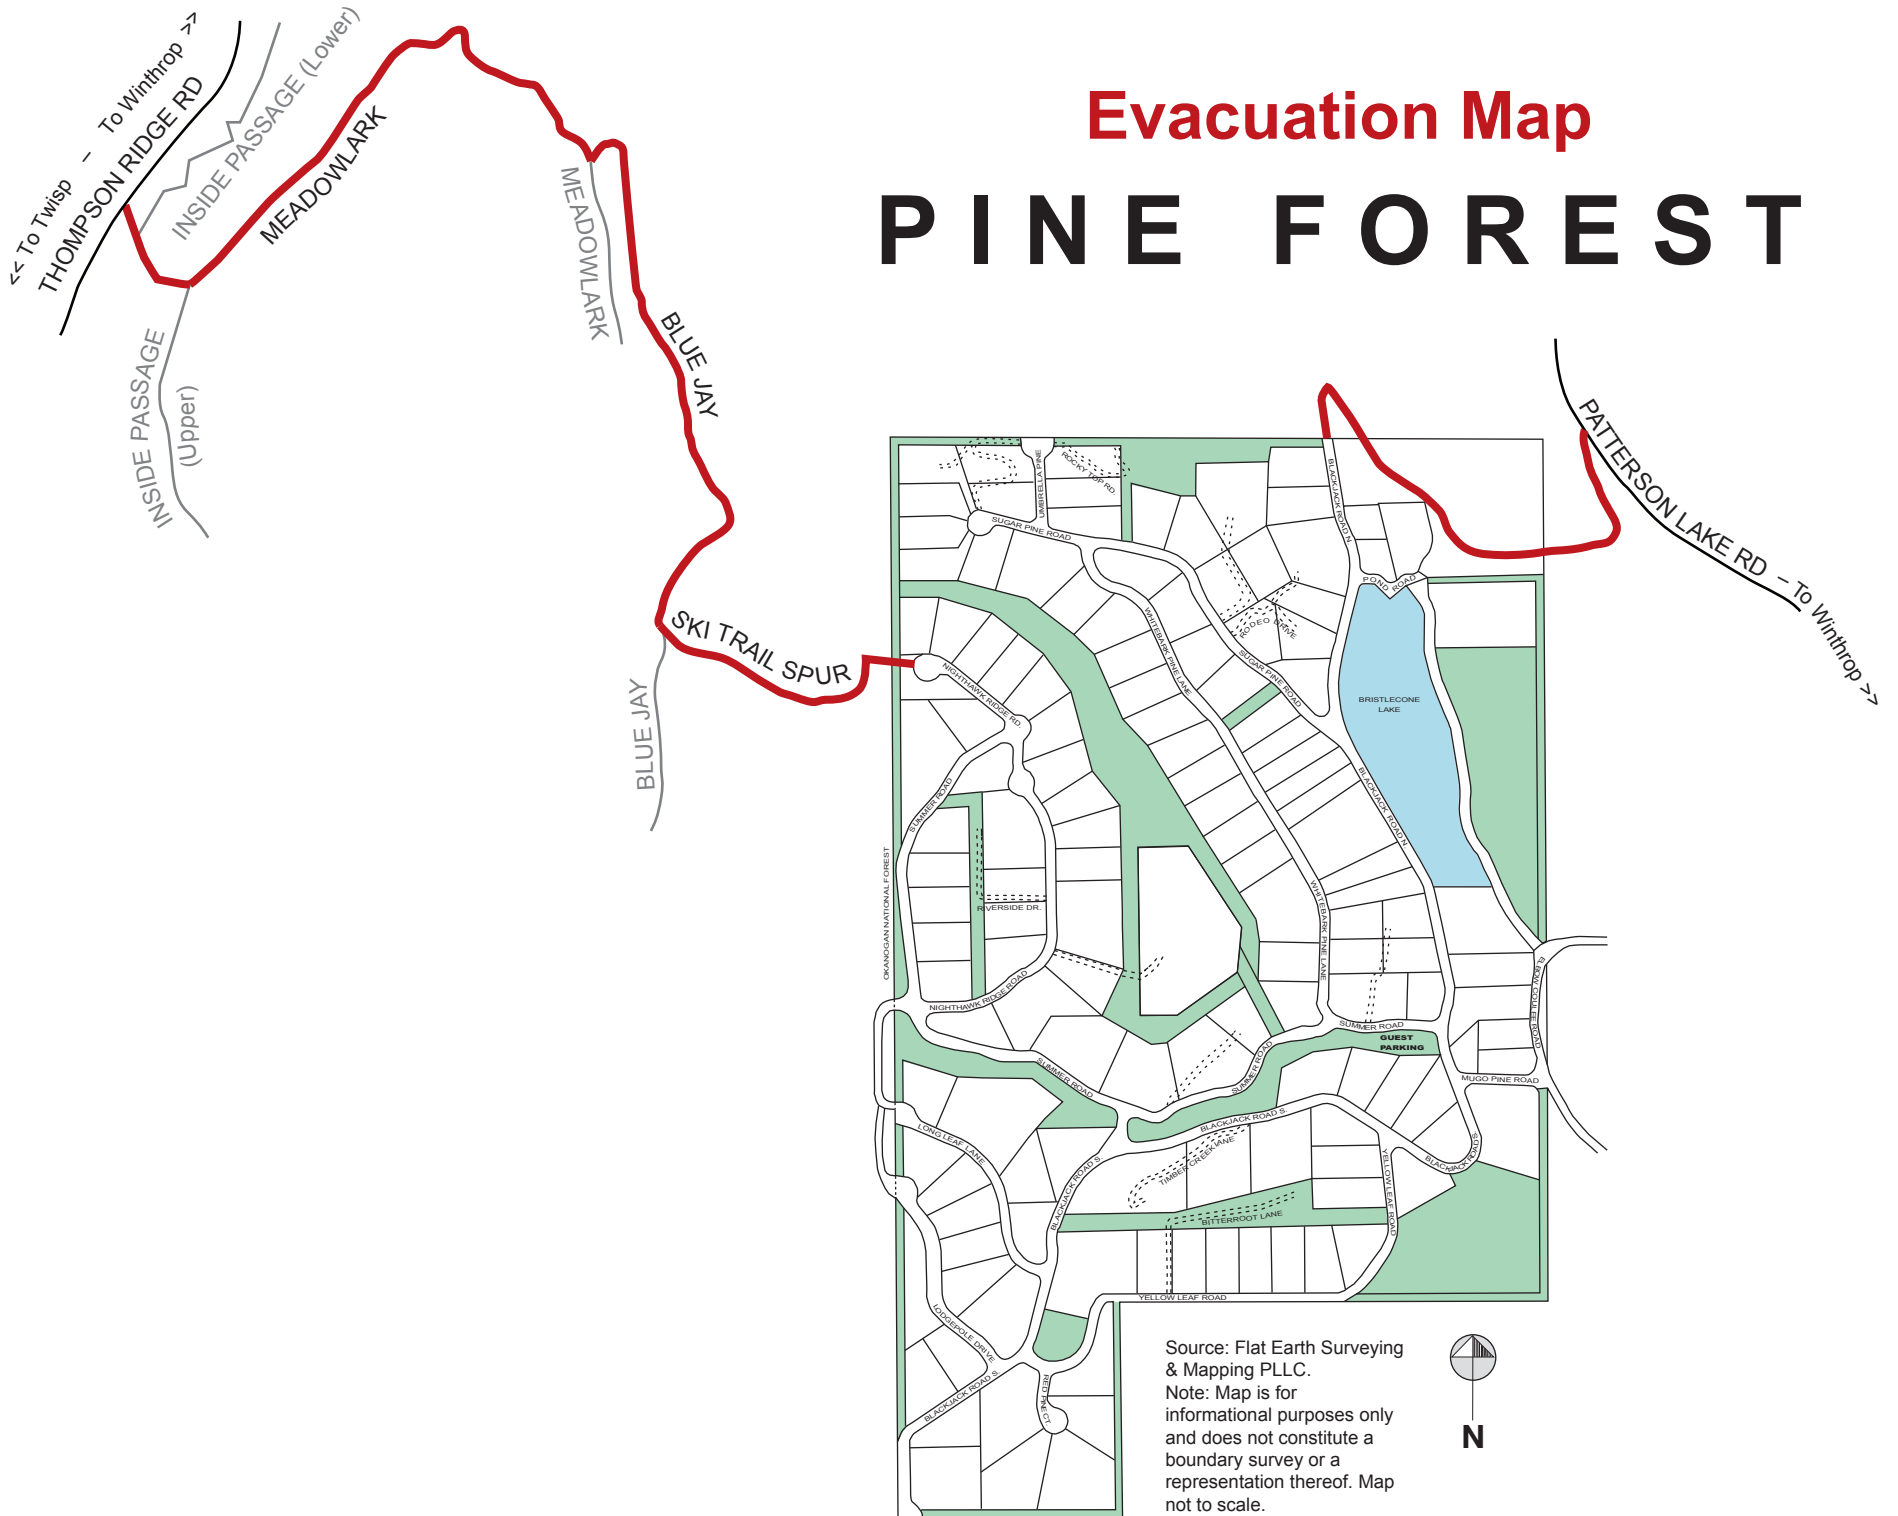 Evacuation Map
PINE FOREST
<< To Twisp – To Winthrop >>
THOMPSON RIDGE RD
INSIDE PASSAGE (Lower)
MEADOWLARK
INSIDE PASSAGE
(Upper)
MEADOWLARK
BLUE JAY
SKI TRAIL SPUR
BLUE JAY
PATTERSON LAKE RD – To Winthrop >>
UMBRELLA PINE
ROCKY TOP RD.
SUGAR PINE ROAD
BLACKJACK ROAD N.
POND ROAD
WHITEBARK PINE LANE
RODEO DRIVE
SUGAR PINE ROAD
NIGHTHAWK RIDGE RD.
BRISTLECONE
LAKE
SUMMER ROAD
BLACKJACK ROAD N.
OKANOGAN NATIONAL FOREST
RIVERSIDE DR.
WHITEBARK PINE LANE
NIGHTHAWK RIDGE ROAD
ELBOW COULEE ROAD
SUMMER ROAD
GUEST
PARKING
SUMMER ROAD
SUMMER ROAD
MUGO PINE ROAD
LONG LEAF LANE
BLACKJACK ROAD S.
TIMBER CREEK LANE
BLACKJACK ROAD S.
BLACKJACK ROAD S.
YELLOW LEAF ROAD
BITTERROOT LANE
YELLOW LEAF ROAD
LODGEPOLE DRIVE
BLACKJACK ROAD S.
RED PINE CT.
Source: Flat Earth Surveying
& Mapping PLLC.
Note: Map is for
informational purposes only
and does not constitute a
boundary survey or a
representation thereof. Map
not to scale.
N